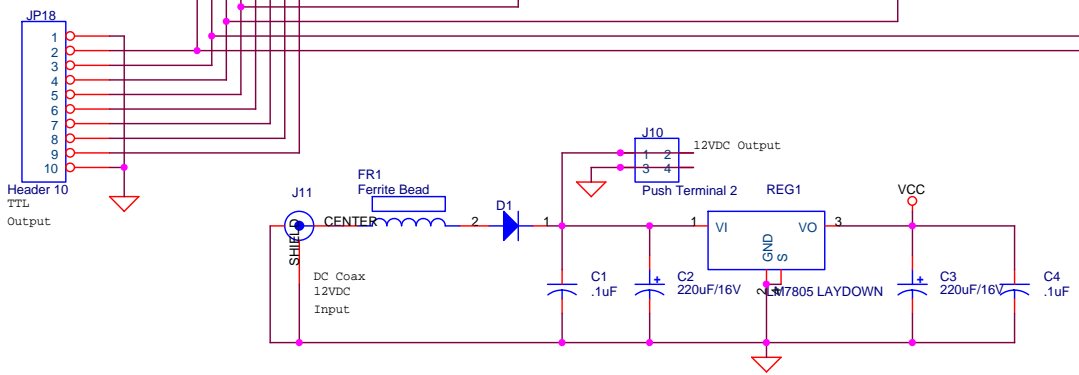 JP18
1
2
3
4
5
6
7
8
9
10
Header 10
TTL
Output
J10
1 2
3 4
12VDC Output
Push Terminal 2
J11
CENTER
SHIELD
DC Coax
12VDC
Input
FR1
Ferrite Bead
D1
2
1
REG1
1
VI
VO
3
GND
S
2
4
LM7805 LAYDOWN
VCC
C1
.1uF
C2
220uF/16V
C3
220uF/16V
C4
.1uF